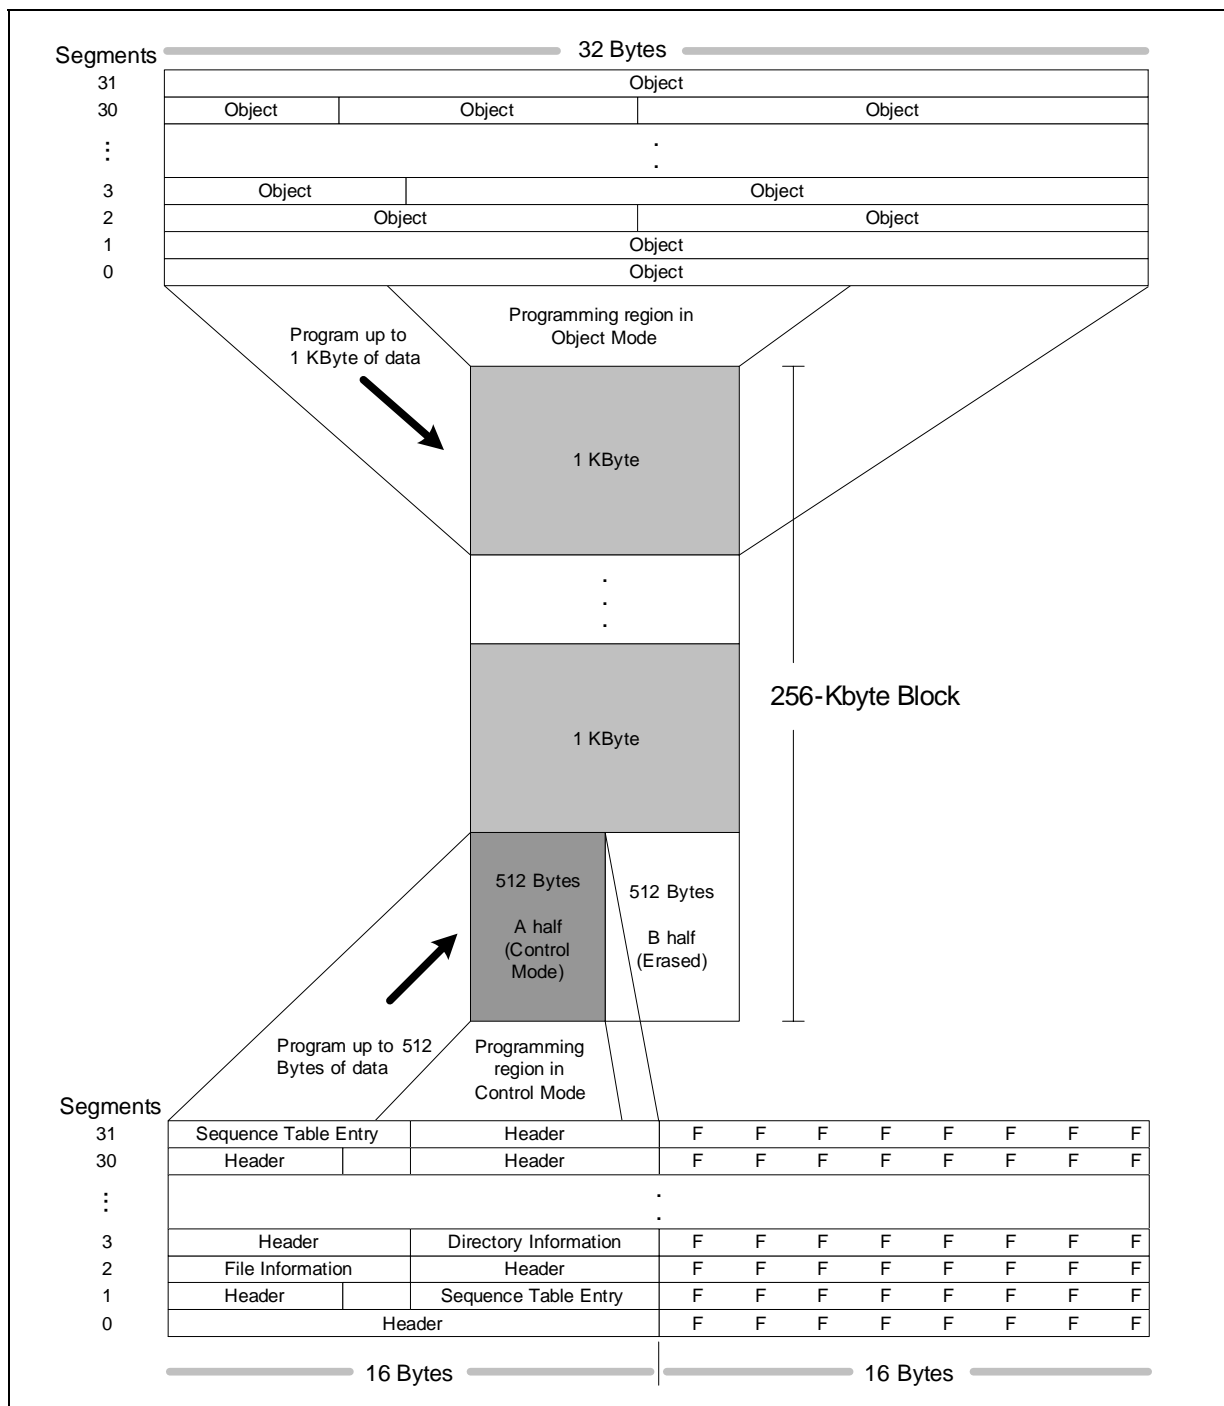 Segments
32 Bytes
31
Object
30
Object Object Object
3
Object Object
2
Object Object
1
Object
0
Object
Programming region in
Object Mode
Program up to
1 KByte of data
1 KByte
1 KByte
256-Kbyte Block
512 Bytes
A half
(Control
Mode)
512 Bytes
B half
(Erased)
Program up to 512
Bytes of data
Programming
region in
Control Mode
Segments
31
Sequence Table Entry Header F F F F F F F F
30
Header Header F F F F F F F F
3
Header Directory Information F F F F F F F F
2
File Information Header F F F F F F F F
1
Header Sequence Table Entry F F F F F F F F
0
Header F F F F F F F F
16 Bytes
16 Bytes